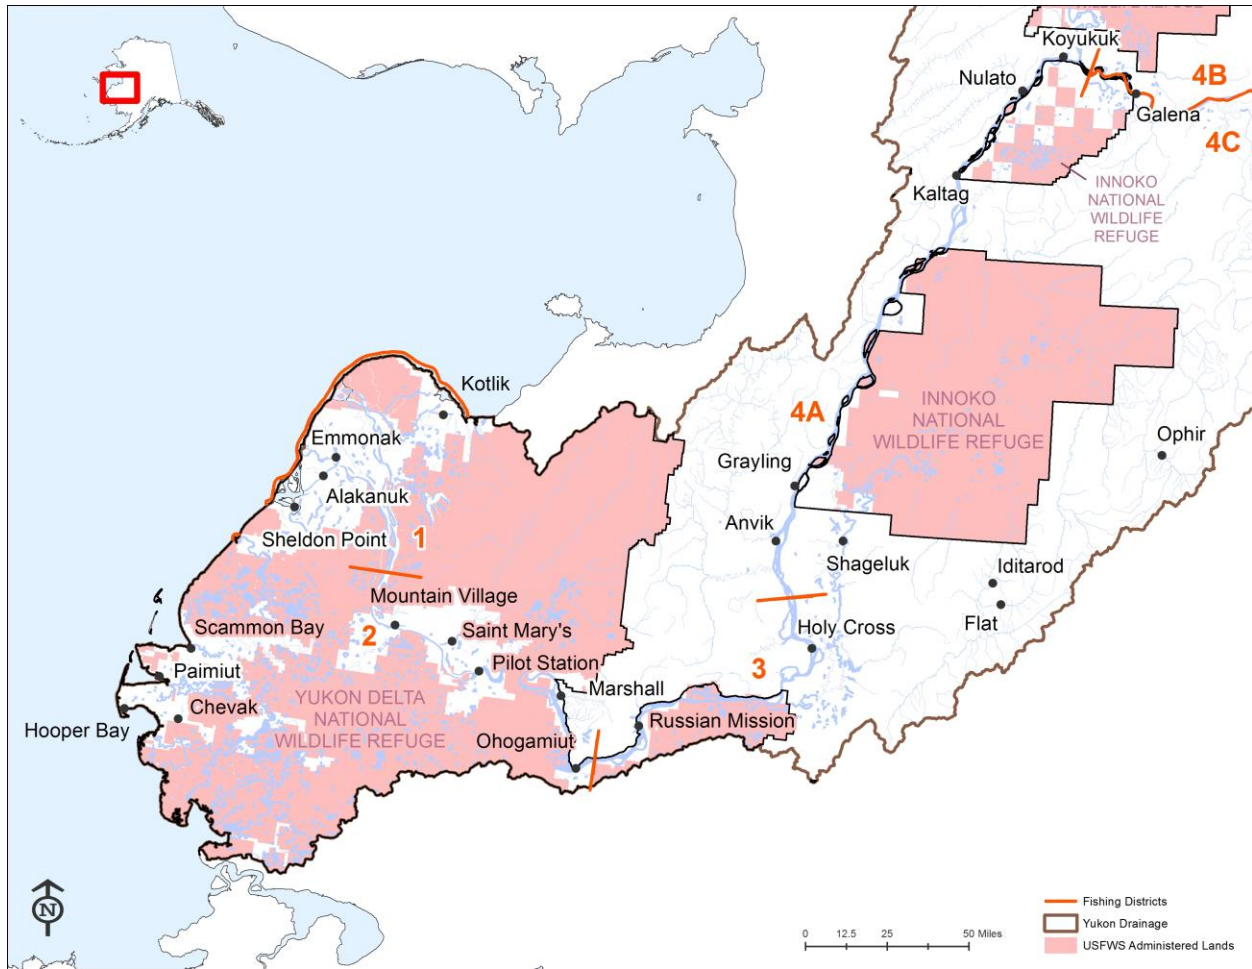 WILDLIFE REFUGE
Koyukuk
4B
Nulato
Galena
4C
INNOKO
NATIONAL
WILDLIFE
REFUGE
Kaltag
Kotlik
4A
INNOKO
NATIONAL
WILDLIFE REFUGE
Ophir
Emmonak
Grayling
Alakanuk
Anvik
Sheldon Point
1
Shageluk
Iditarod
Mountain Village
Flat
Scammon Bay
2
Saint Mary's
Holy Cross
Pilot Station
3
Paimiut
Marshall
Chevak
YUKON DELTA
NATIONAL
WILDLIFE REFUGE
Russian Mission
Hooper Bay
Ohogamiut
N
Fishing Districts
Yukon Drainage
USFWS Administered Lands
0 12.5 25 50 Miles